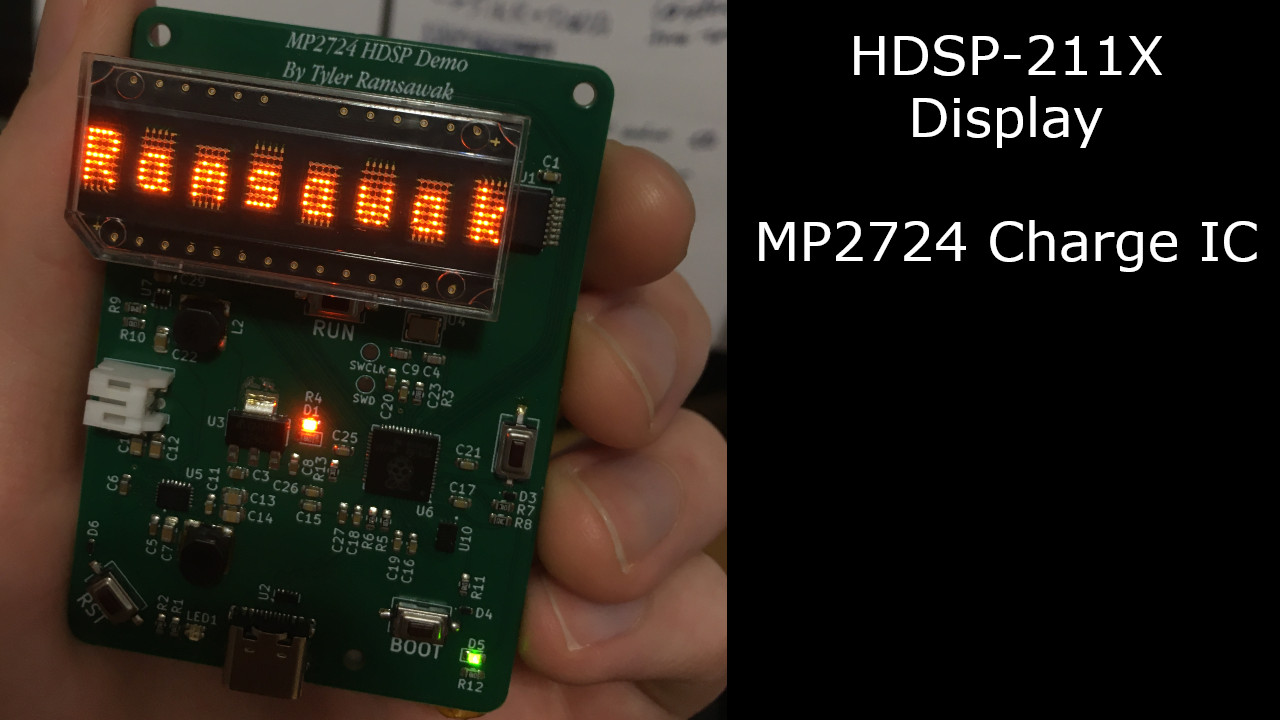 MP2724 HDSP Demo
By Tyler Ramsawak
Ramsawak
C1
U1
C29
U7
R9
R10
L2
C22
RUN
U4
SWCLK
SWD
C9
C4
C20
C23
R3
R4
D1
U3
C25
C12
C3
C8
R13
C26
C15
C21
C6
U5
C11
C13
C14
C17
U6
D3
R7
R8
C5
C7
C27
C18
R6
R5
U10
C19
C16
D6
RST
R2
R1
LED1
U2
R11
D4
BOOT
D5
R12
HDSP-211X
Display
MP2724 Charge IC